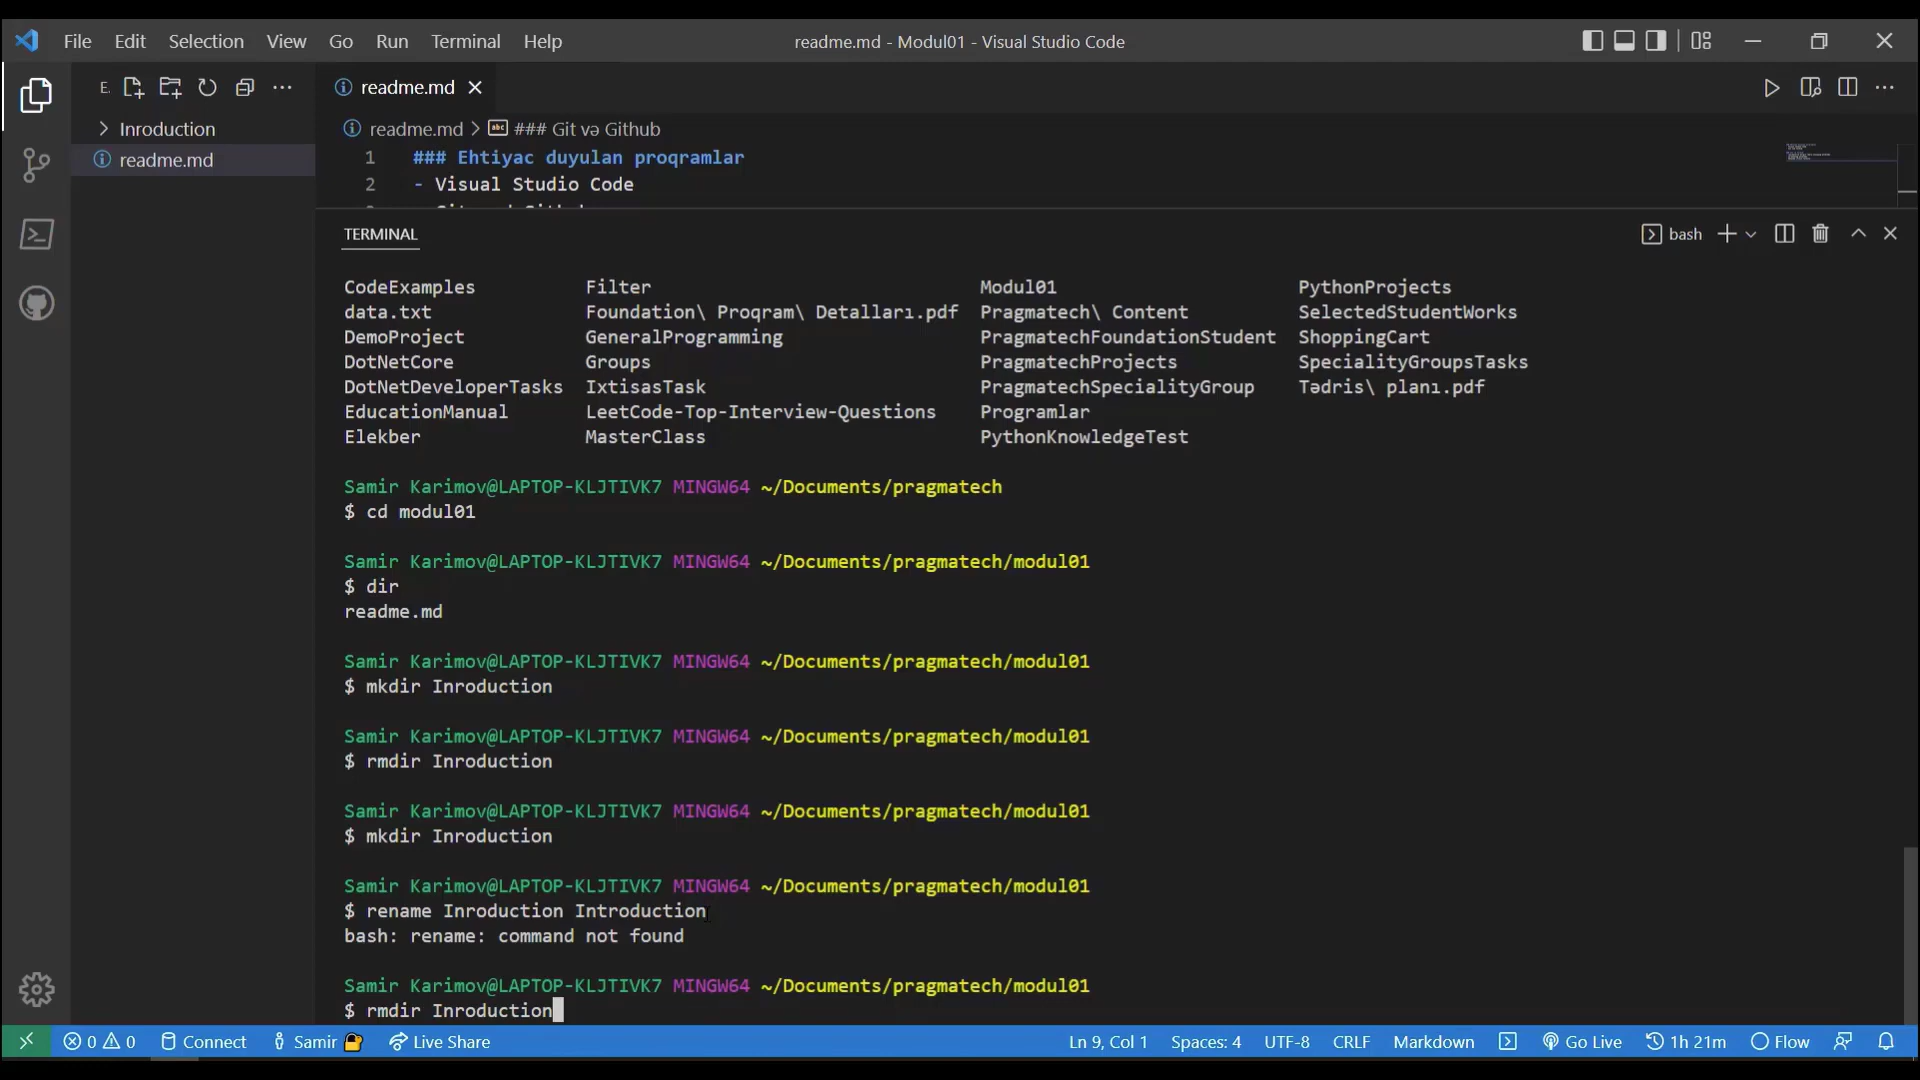 File Edit Selection View Go Run Terminal Help readme.md - Modul01 - Visual Studio Code
E. readme.md
Inroduction readme.md > ### Git və Github
readme.md 1 ### Ehtiyac duyulan proqramlar
2 - Visual Studio Code
TERMINAL bash
CodeExamples Filter Modul01 PythonProjects
data.txt Foundation\ Proqram\ Detalları.pdf Pragmatech\ Content SelectedStudentWorks
DemoProject GeneralProgramming PragmatechFoundationStudent ShoppingCart
DotNetCore Groups PragmatechProjects SpecialityGroupsTasks
DotNetDeveloperTasks IxtisasTask PragmatechSpecialityGroup Tədris\ planı.pdf
EducationManual LeetCode-Top-Interview-Questions Programlar
Elekber MasterClass PythonKnowledgeTest
Samir Karimov@LAPTOP-KLJTIVK7 MINGW64 ~/Documents/pragmatech
$ cd modul01
Samir Karimov@LAPTOP-KLJTIVK7 MINGW64 ~/Documents/pragmatech/modul01
$ dir
readme.md
Samir Karimov@LAPTOP-KLJTIVK7 MINGW64 ~/Documents/pragmatech/modul01
$ mkdir Inroduction
Samir Karimov@LAPTOP-KLJTIVK7 MINGW64 ~/Documents/pragmatech/modul01
$ rmdir Inroduction
Samir Karimov@LAPTOP-KLJTIVK7 MINGW64 ~/Documents/pragmatech/modul01
$ mkdir Inroduction
Samir Karimov@LAPTOP-KLJTIVK7 MINGW64 ~/Documents/pragmatech/modul01
$ rename Inroduction Introduction
bash: rename: command not found
Samir Karimov@LAPTOP-KLJTIVK7 MINGW64 ~/Documents/pragmatech/modul01
$ rmdir Inroduction
0 0 Connect Samir Live Share Ln 9, Col 1 Spaces: 4 UTF-8 CRLF Markdown Go Live 1h 21m Flow